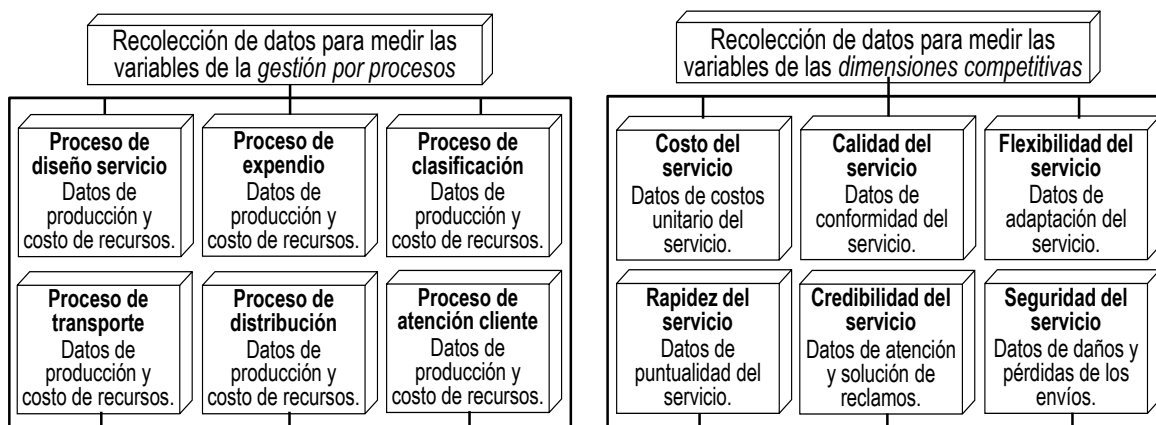 Recolección de datos para medir las
variables de la gestión por procesos
Proceso de
diseño servicio
Datos de
producción y
costo de recursos.
Proceso de
expendio
Datos de
producción y
costo de recursos.
Proceso de
clasificación
Datos de
producción y
costo de recursos.
Proceso de
transporte
Datos de
producción y
costo de recursos.
Proceso de
distribución
Datos de
producción y
costo de recursos.
Proceso de
atención cliente
Datos de
producción y
costo de recursos.
Recolección de datos para medir las
variables de las dimensiones competitivas
Costo del
servicio
Datos de costos
unitario del
servicio.
Calidad del
servicio
Datos de
conformidad del
servicio.
Flexibilidad del
servicio
Datos de
adaptación del
servicio.
Rapidez del
servicio
Datos de
puntualidad del
servicio.
Credibilidad del
servicio
Datos de atención
y solución de
reclamos.
Seguridad del
servicio
Datos de daños y
pérdidas de los
envíos.